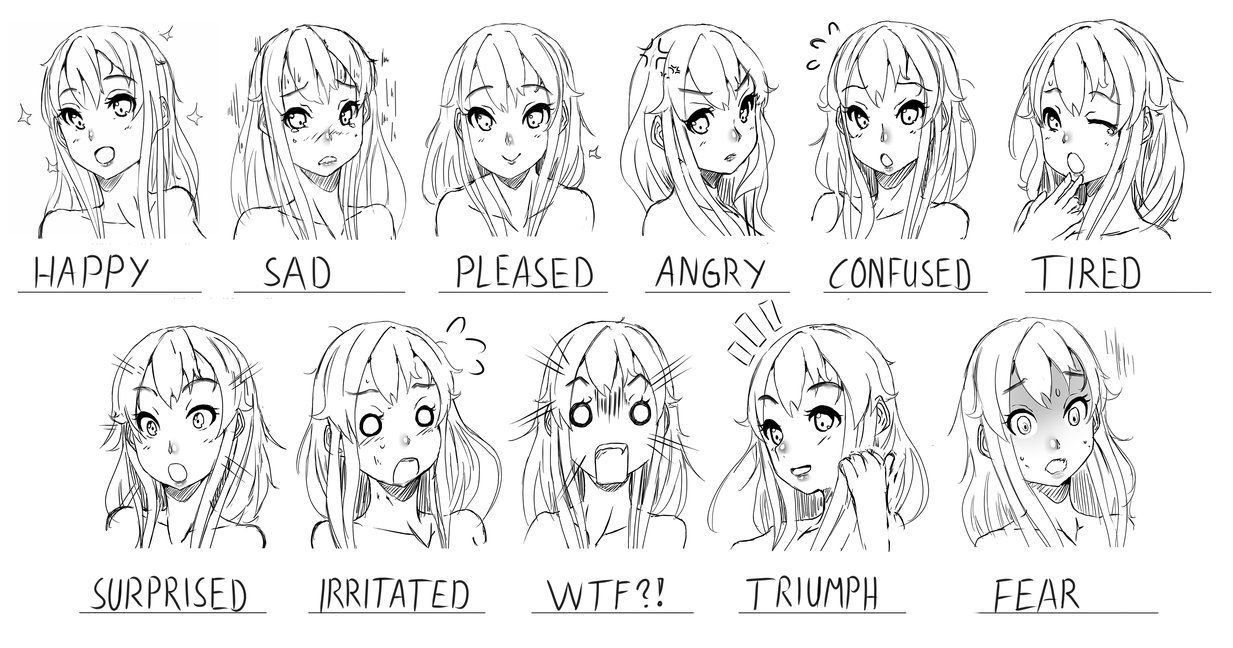 HAPPY
SAD
PLEASED
ANGRY
CONFUSED
TIRED
SURPRISED
IRRITATED
WTF?!
TRIUMPH
FEAR